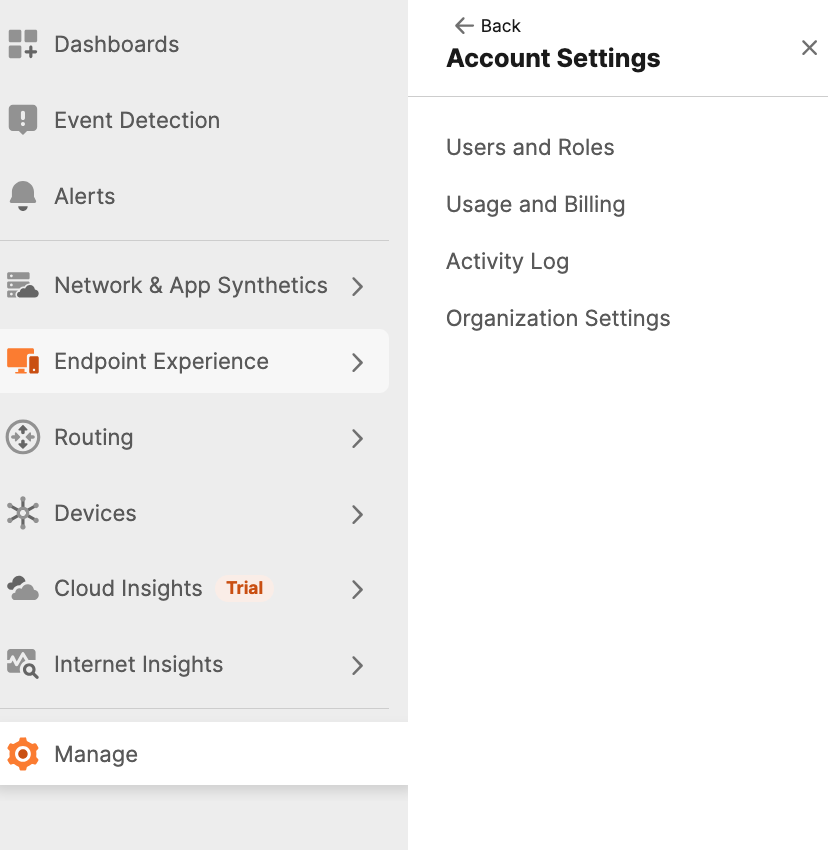 Dashboards
Event Detection
Alerts
Network & App Synthetics
Endpoint Experience
Routing
Devices
Cloud Insights Trial
Internet Insights
Manage
Back
Account Settings
Users and Roles
Usage and Billing
Activity Log
Organization Settings